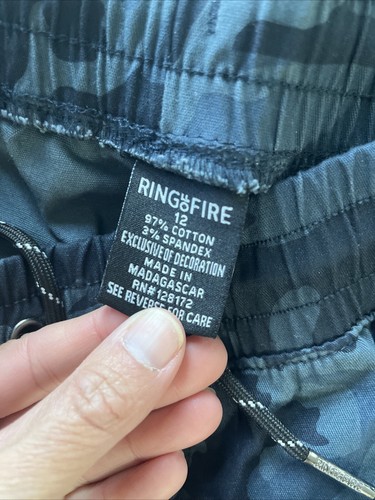 RING OF FIRE
12
97% COTTON
3% SPANDEX
EXCLUSIVE OF DECORATION
MADE IN
MADAGASCAR
RN# 128172
SEE REVERSE FOR CARE